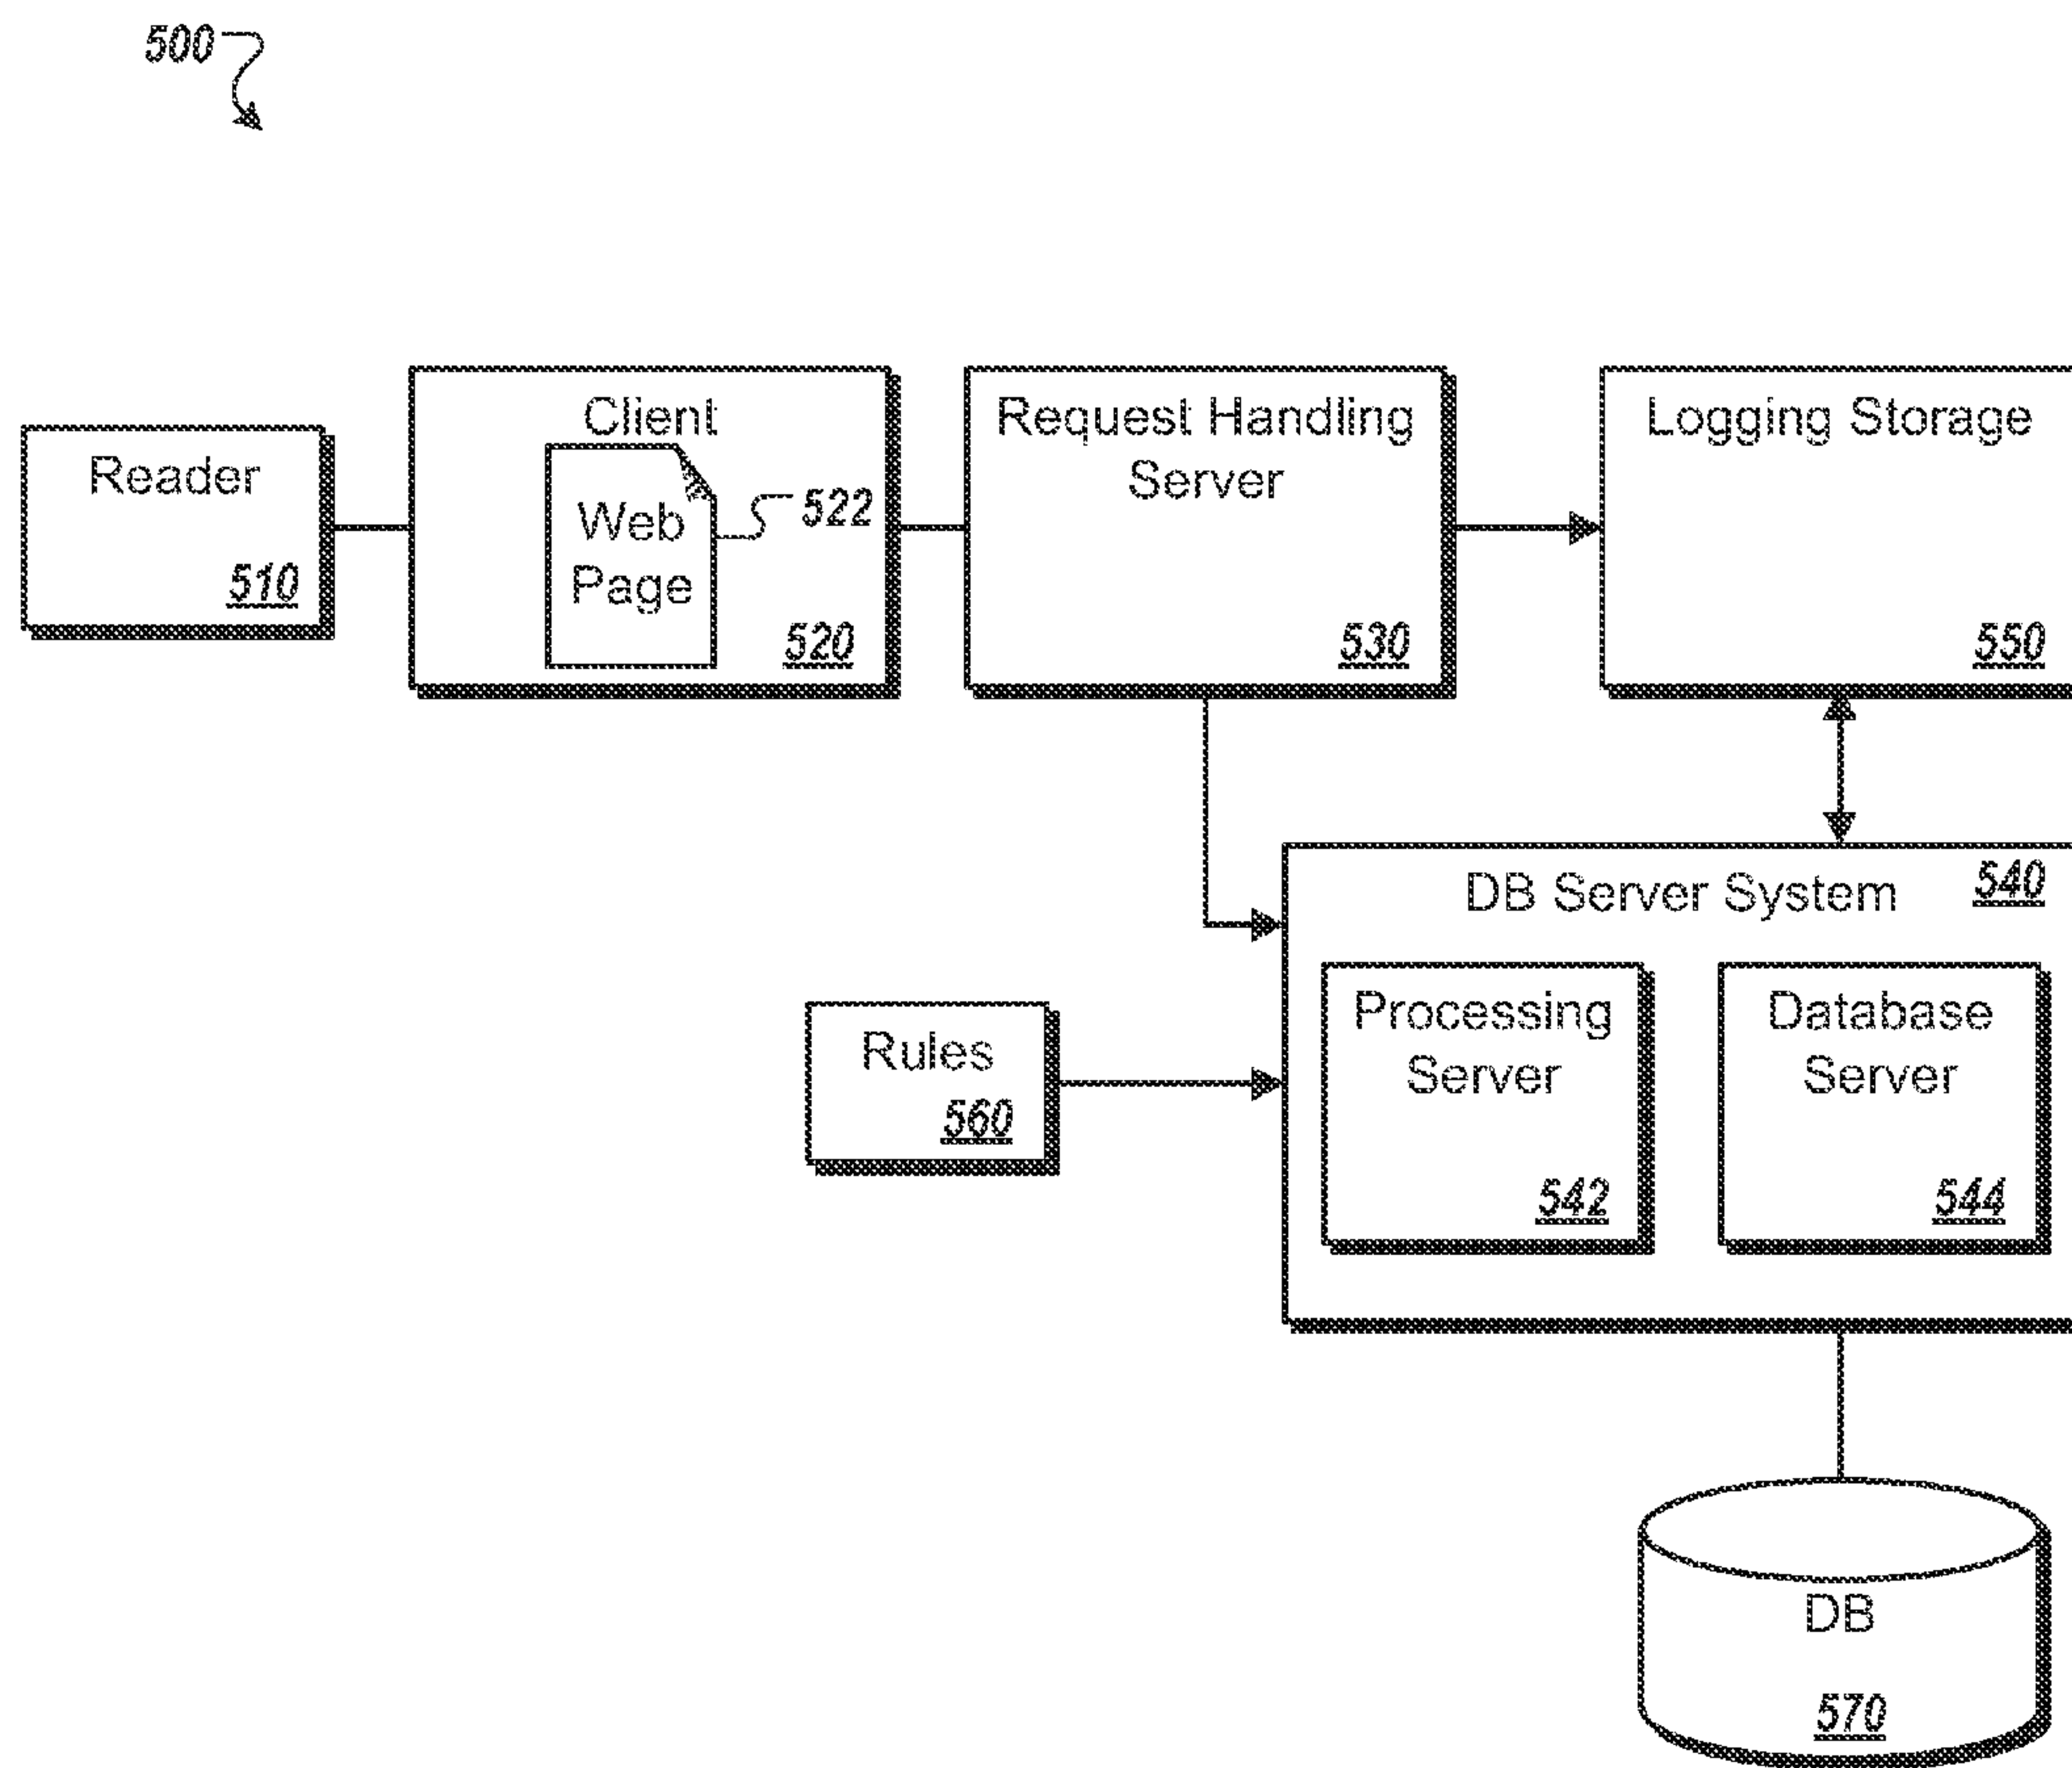 500
Reader
510
Client
Web
Page
522
520
Request Handling
Server
530
Logging Storage
550
DB Server System
540
Processing
Server
542
Database
Server
544
Rules
560
DB
570